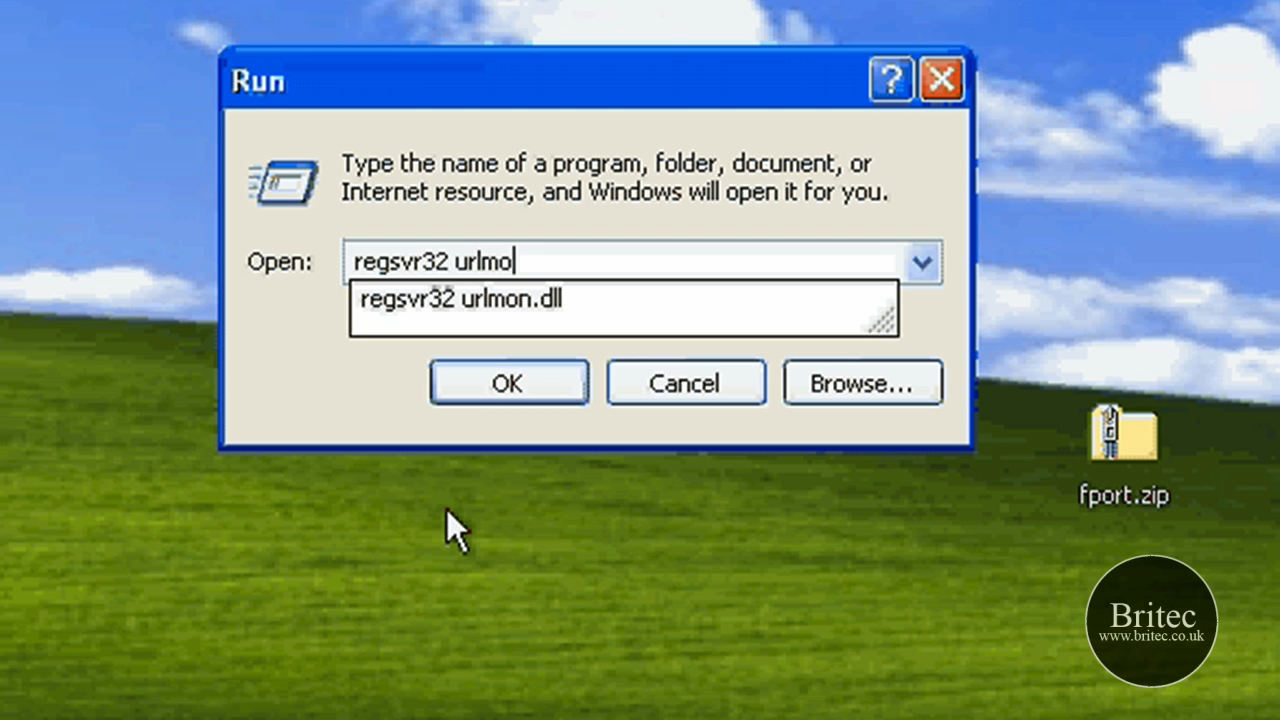 Run
Type the name of a program, folder, document, or
Internet resource, and Windows will open it for you.
Open: regsvr32 urlmo
regsvr32 urlmon.dll
OK Cancel Browse...
fport.zip
Britec
www.britec.co.uk